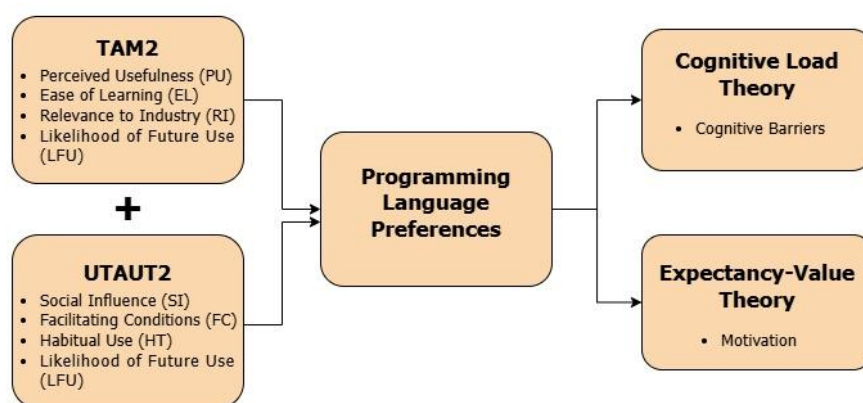 TAM2
• Perceived Usefulness (PU)
• Ease of Learning (EL)
• Relevance to Industry (RI)
• Likelihood of Future Use
(LFU)
+
UTAUT2
• Social Influence (SI)
• Facilitating Conditions (FC)
• Habitual Use (HT)
• Likelihood of Future Use
(LFU)
Programming
Language
Preferences
Cognitive Load
Theory
• Cognitive Barriers
Expectancy-Value
Theory
• Motivation